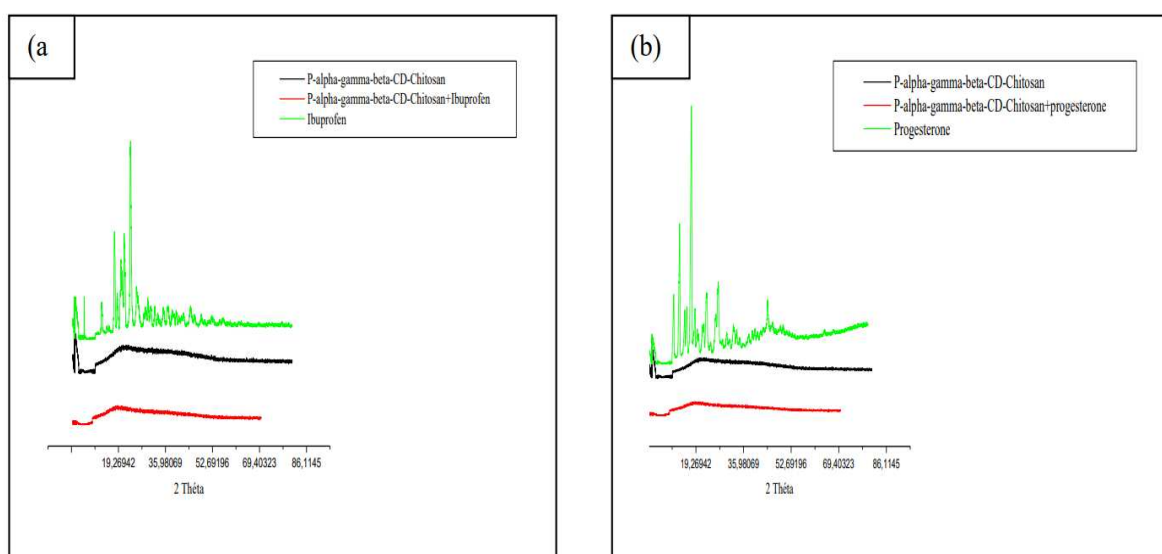 (a
P-alpha-gamma-beta-CD-Chitosan
P-alpha-gamma-beta-CD-Chitosan+Ibuprofen
Ibuprofen
19,26942 35,98069 52,69196 69,40323 86,1145
2 Théta
(b)
P-alpha-gamma-beta-CD-Chitosan
P-alpha-gamma-beta-CD-Chitosan+progesterone
Progesterone
19,26942 35,98069 52,69196 69,40323 86,1145
2 Théta